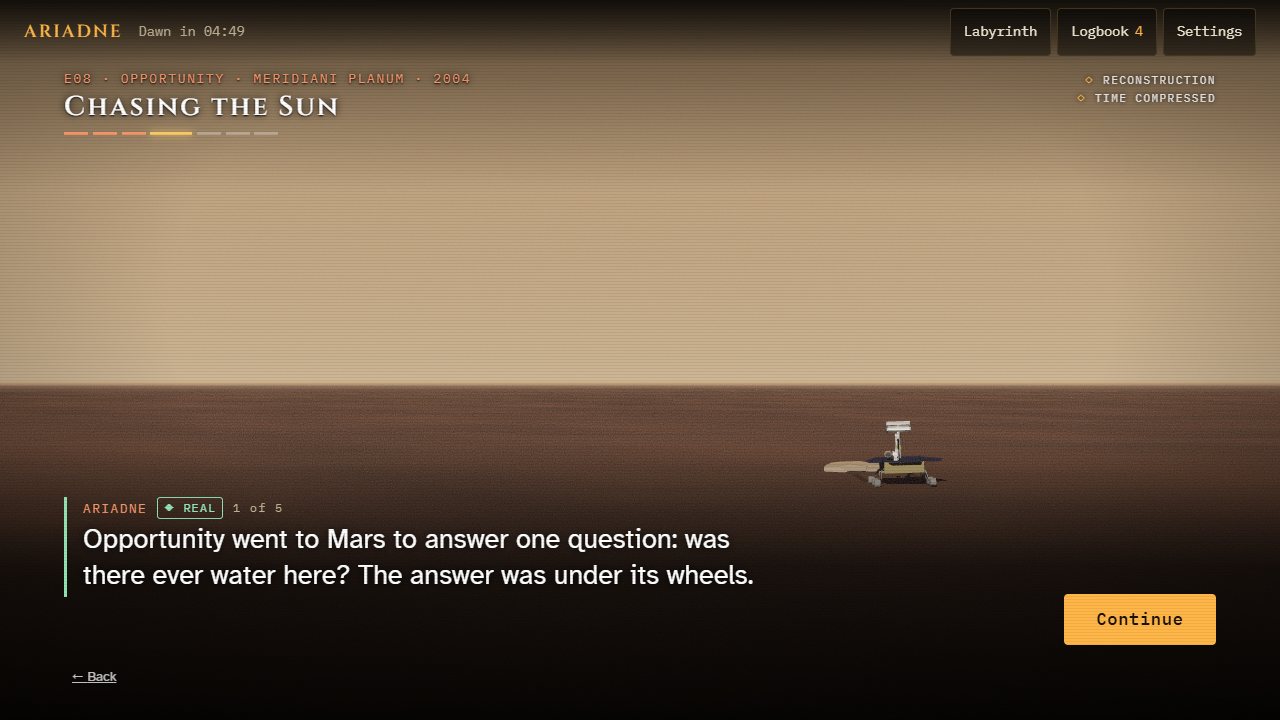 ARIADNE Dawn in 04:49 Labyrinth Logbook 4 Settings
E08 · OPPORTUNITY · MERIDIANI PLANUM · 2004
Chasing the Sun
◇ RECONSTRUCTION
◇ TIME COMPRESSED
ARIADNE ◆ REAL 1 of 5
Opportunity went to Mars to answer one question: was
there ever water here? The answer was under its wheels.
Continue
← Back